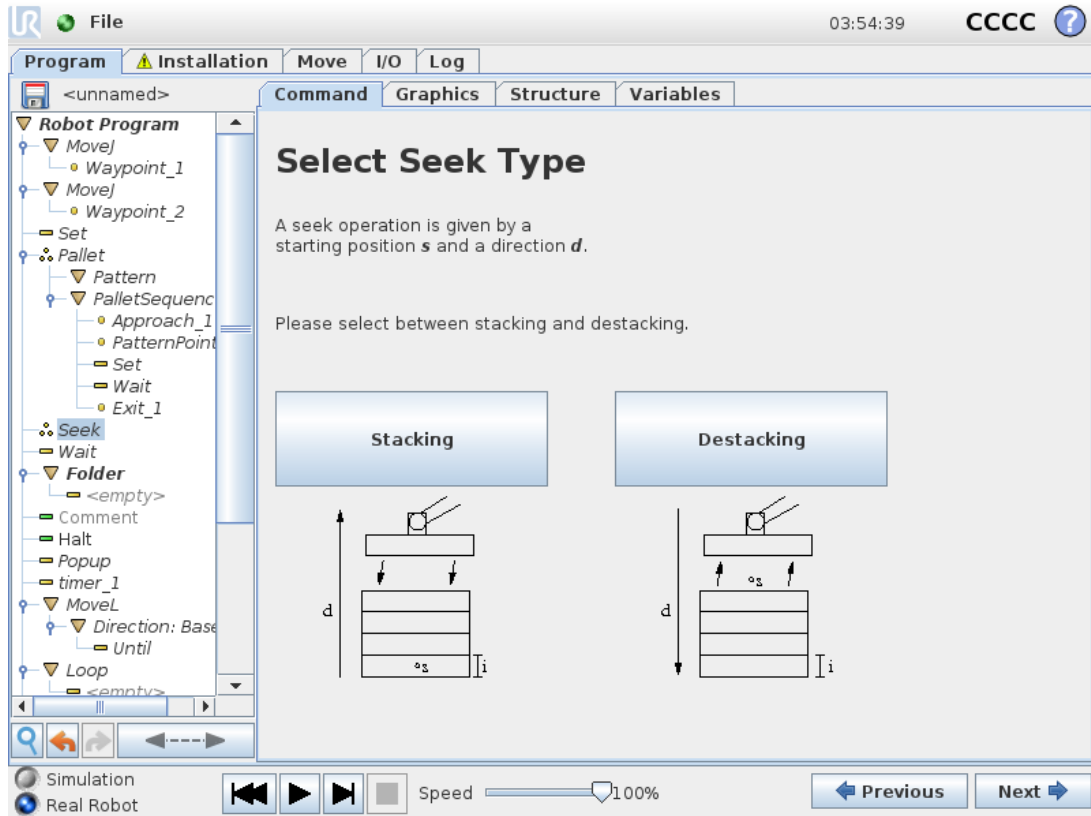 UR File 03:54:39 CCCC ?
Program Installation Move I/O Log
<unnamed> Command Graphics Structure Variables
Robot Program
MoveJ
Waypoint_1
MoveJ
Waypoint_2
Set
Pallet
Pattern
PalletSequenc
Approach_1
PatternPoint
Set
Wait
Exit_1
Seek
Wait
Folder
<empty>
Comment
Halt
Popup
timer_1
MoveL
Direction: Base
Until
Loop
<empty>
Select Seek Type
A seek operation is given by a
starting position s and a direction d.
Please select between stacking and destacking.
Stacking Destacking
d s i
d s i
Simulation
Real Robot
Speed 100%
Previous Next